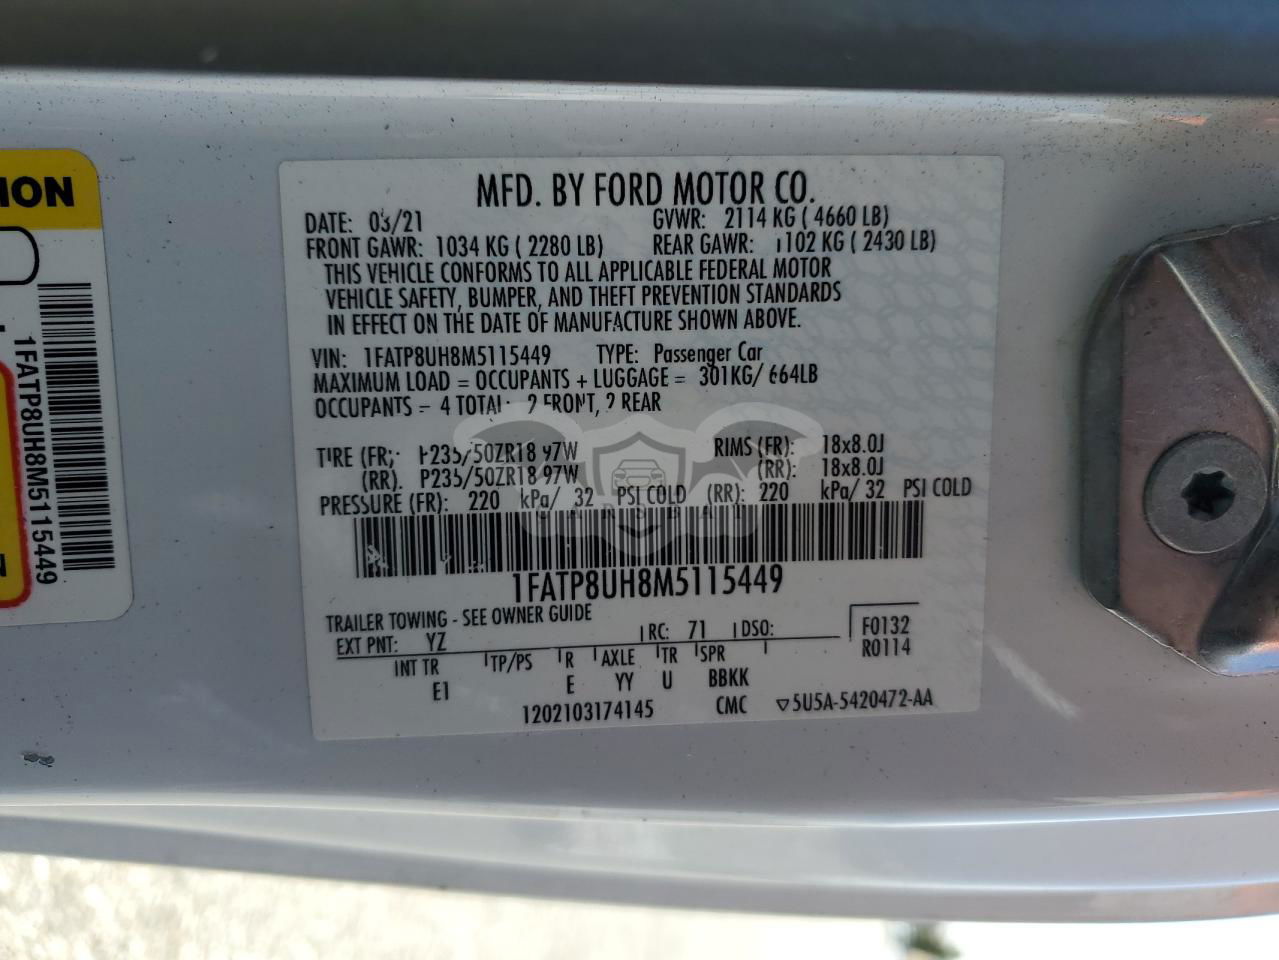 MFD. BY FORD MOTOR CO.
DATE: 03/21 GVWR: 2114 KG ( 4660 LB)
FRONT GAWR: 1034 KG ( 2280 LB) REAR GAWR: 1102 KG ( 2430 LB)
THIS VEHICLE CONFORMS TO ALL APPLICABLE FEDERAL MOTOR
VEHICLE SAFETY, BUMPER, AND THEFT PREVENTION STANDARDS
IN EFFECT ON THE DATE OF MANUFACTURE SHOWN ABOVE.
VIN: 1FATP8UH8M5115449 TYPE: Passenger Car
MAXIMUM LOAD = OCCUPANTS + LUGGAGE = 301KG/ 664LB
OCCUPANTS = 4 TOTAL: 2 FRONT, 2 REAR
TIRE (FR): P235/50ZR18 97W RIMS (FR): 18x8.0J
(RR). P235/50ZR18 97W (RR): 18x8.0J
PRESSURE (FR): 220 kPa/ 32 PSI COLD (RR): 220 kPa/ 32 PSI COLD
1FATP8UH8M5115449
TRAILER TOWING - SEE OWNER GUIDE
EXT PNT: YZ RC: 71 DSO: F0132
R0114
INT TR TP/PS R AXLE TR SPR
E1 E YY U BBKK
1202103174145 CMC ▽5U5A-5420472-AA
ION
1FATP8UH8M5115449